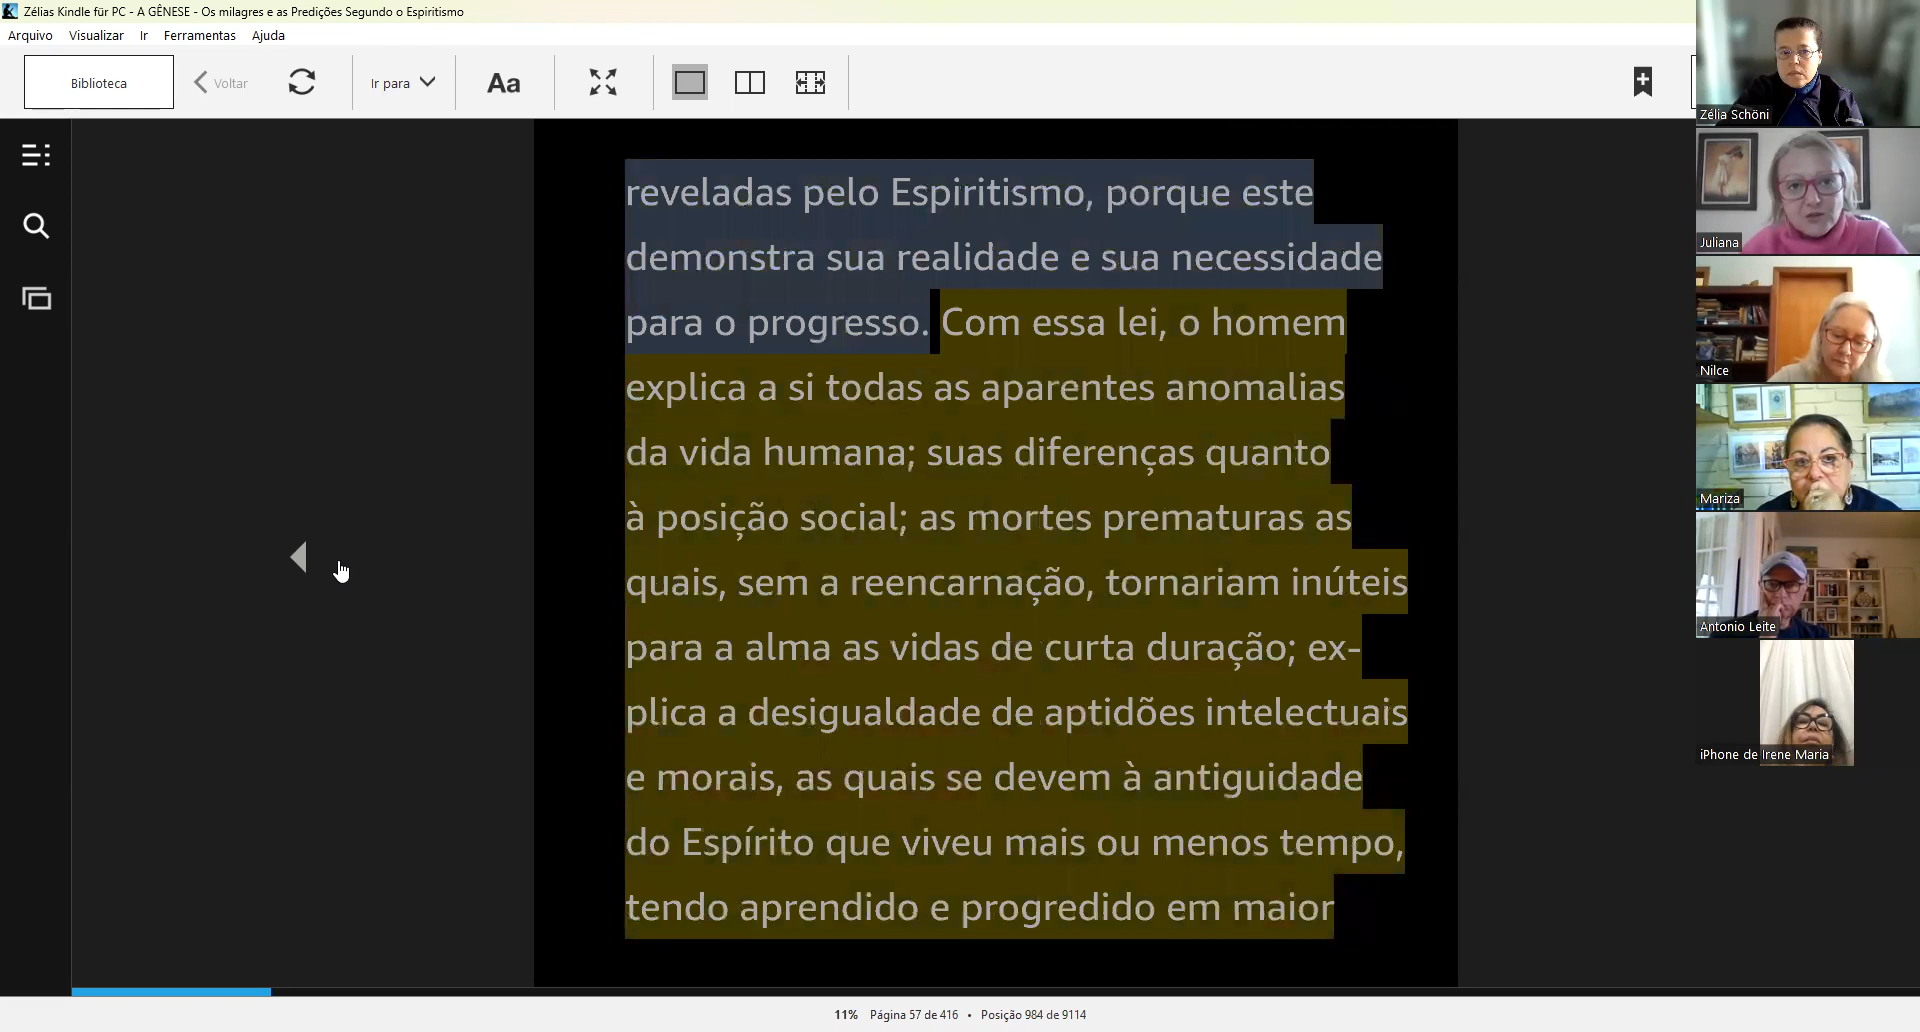 Zélias Kindle für PC - A GÊNESE - Os milagres e as Predições Segundo o Espiritismo
Arquivo Visualizar Ir Ferramentas Ajuda
Biblioteca Voltar Ir para Aa
reveladas pelo Espiritismo, porque este
demonstra sua realidade e sua necessidade
para o progresso. Com essa lei, o homem
explica a si todas as aparentes anomalias
da vida humana; suas diferenças quanto
à posição social; as mortes prematuras as
quais, sem a reencarnação, tornariam inúteis
para a alma as vidas de curta duração; ex-
plica a desigualdade de aptidões intelectuais
e morais, as quais se devem à antiguidade
do Espírito que viveu mais ou menos tempo,
tendo aprendido e progredido em maior
11% Página 57 de 416 • Posição 984 de 9114
Zélia Schöni
Juliana
Nilce
Mariza
Antonio Leite
iPhone de Irene Maria